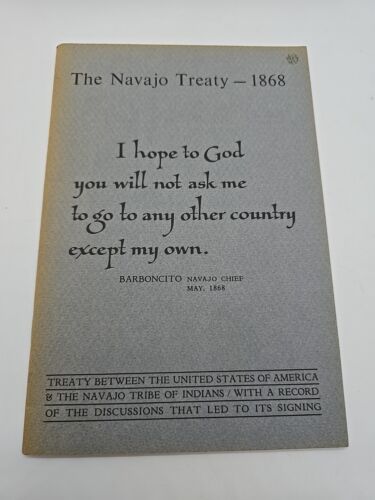 The Navajo Treaty – 1868
I hope to God
you will not ask me
to go to any other country
except my own.
BARBONCITO NAVAJO CHIEF
MAY, 1868
TREATY BETWEEN THE UNITED STATES OF AMERICA
& THE NAVAJO TRIBE OF INDIANS / WITH A RECORD
OF THE DISCUSSIONS THAT LED TO ITS SIGNING